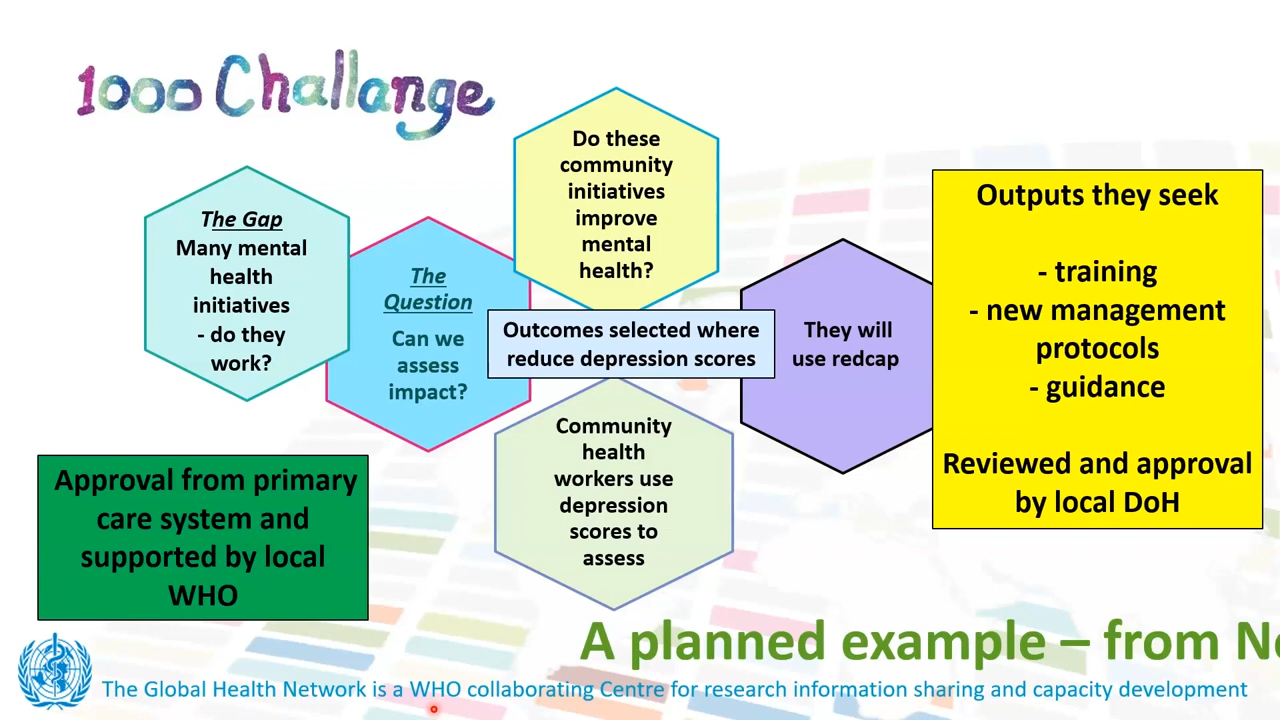 1000 Challange
The Gap
Many mental
health
initiatives
- do they
work?
The
Question
Can we
assess
impact?
Do these
community
initiatives
improve
mental
health?
Outcomes selected where
reduce depression scores
Community
health
workers use
depression
scores to
assess
They will
use redcap
Outputs they seek
- training
- new management
protocols
- guidance
Reviewed and approval
by local DoH
Approval from primary
care system and
supported by local
WHO
A planned example – from
The Global Health Network is a WHO collaborating Centre for research information sharing and capacity development